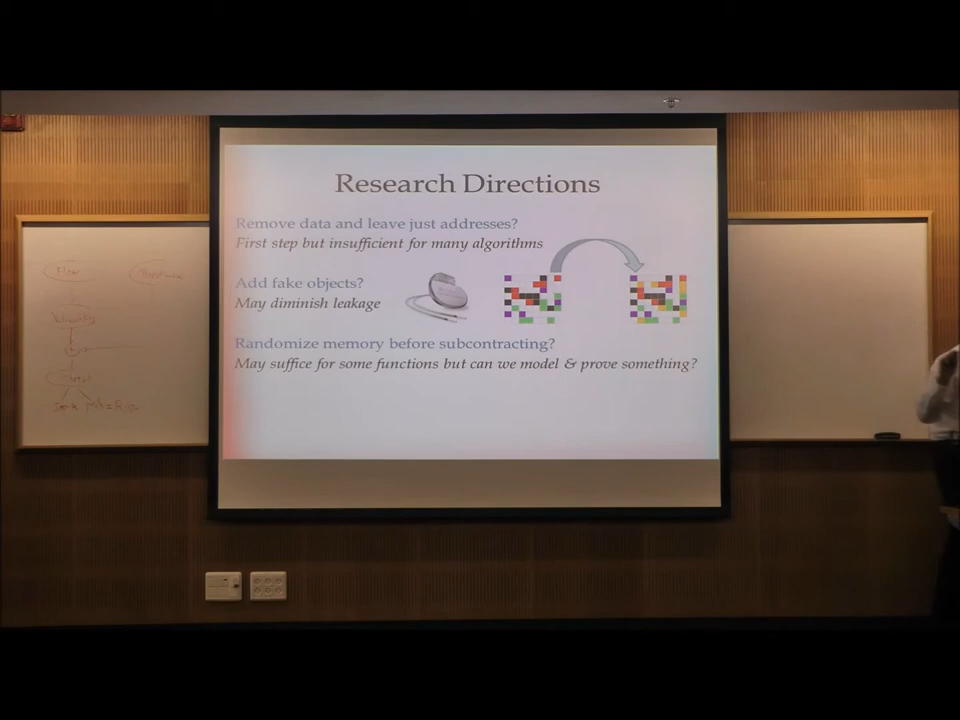 Research Directions
Remove data and leave just addresses?
First step but insufficient for many algorithms
Add fake objects?
May diminish leakage
Randomize memory before subcontracting?
May suffice for some functions but can we model & prove something?
Flow